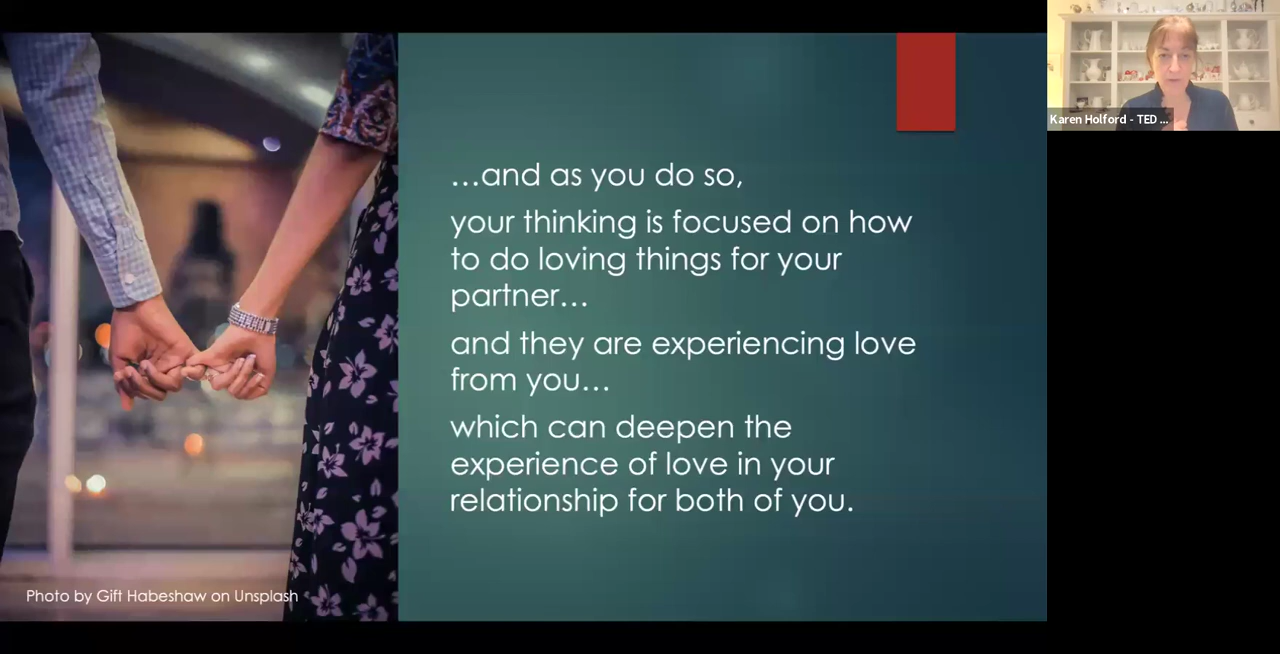 …and as you do so,
your thinking is focused on how
to do loving things for your
partner…
and they are experiencing love
from you…
which can deepen the
experience of love in your
relationship for both of you.
Photo by Gift Habeshaw on Unsplash
Karen Holford - TED ...